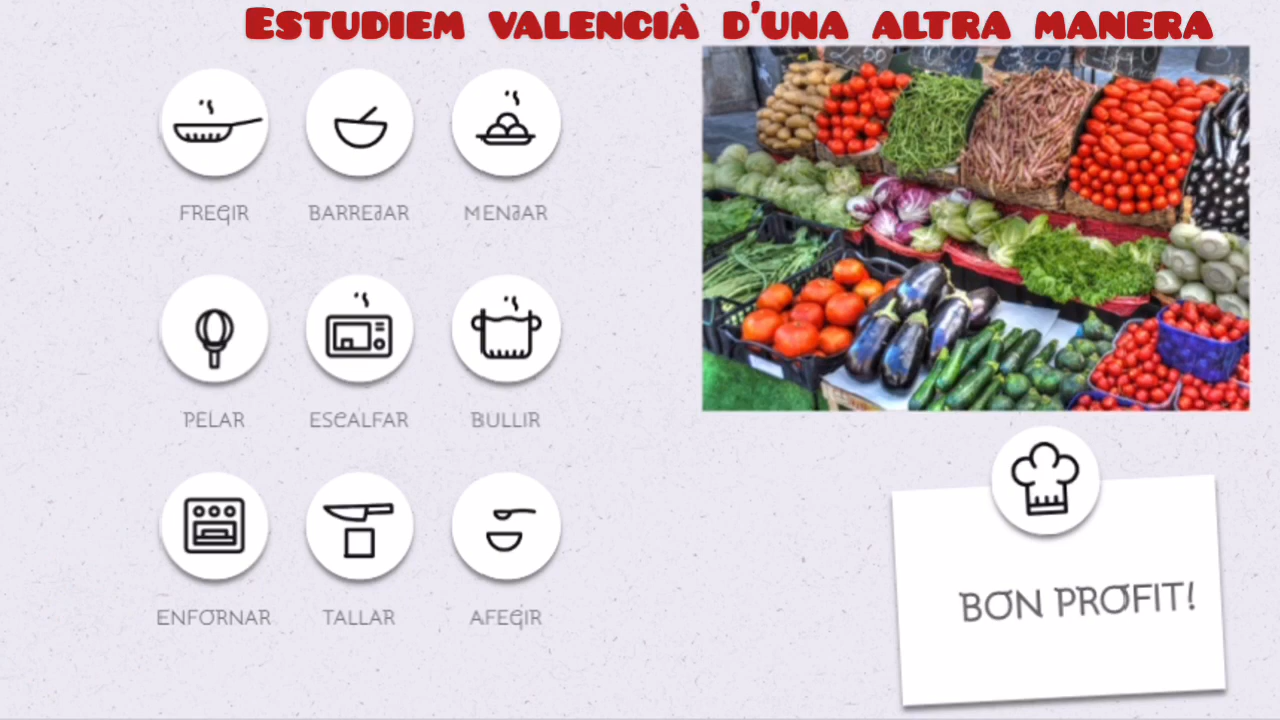 ESTUDIEM VALENCIÀ D'UNA ALTRA MANERA
FREGIR
BARREJAR
MENJAR
PELAR
ESCALFAR
BULLIR
ENFORNAR
TALLAR
AFEGIR
BON PROFIT!